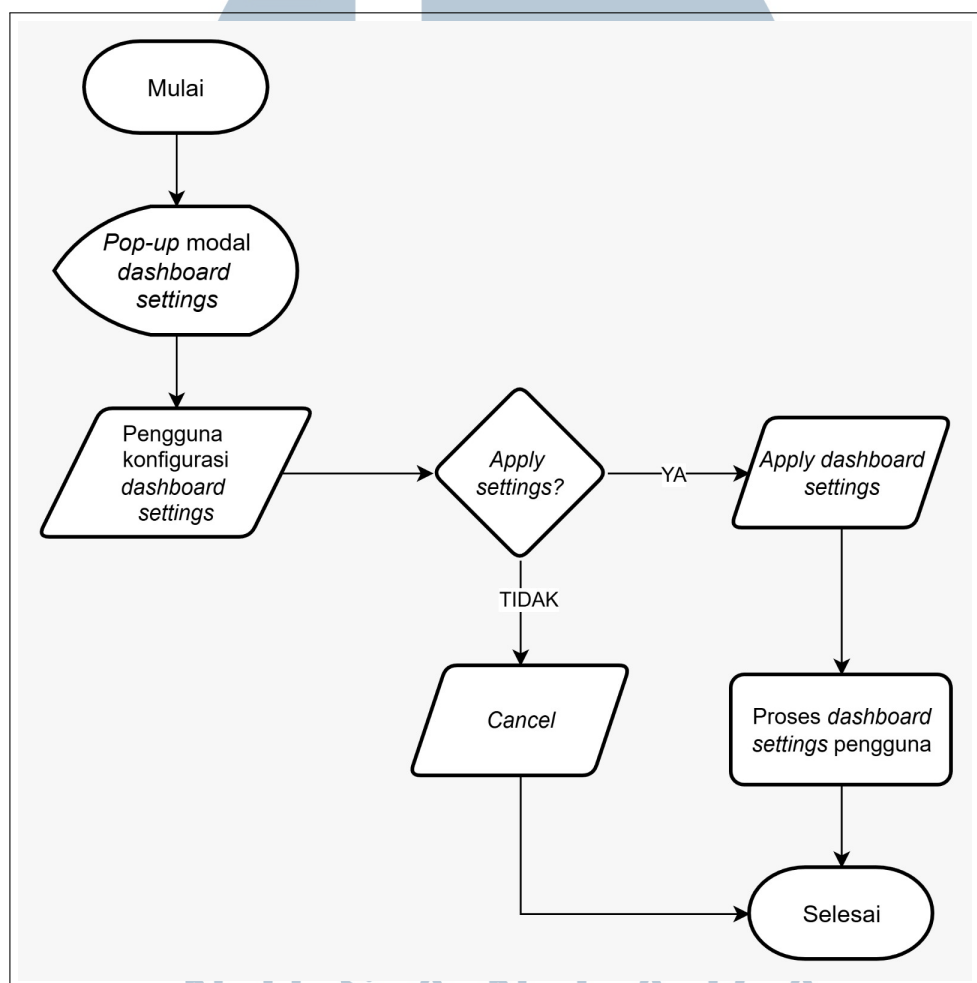 Mulai
Pop-up modal
dashboard
settings
Pengguna
konfigurasi
dashboard
settings
Apply
settings?
YA
Apply dashboard
settings
TIDAK
Cancel
Proses dashboard
settings pengguna
Selesai